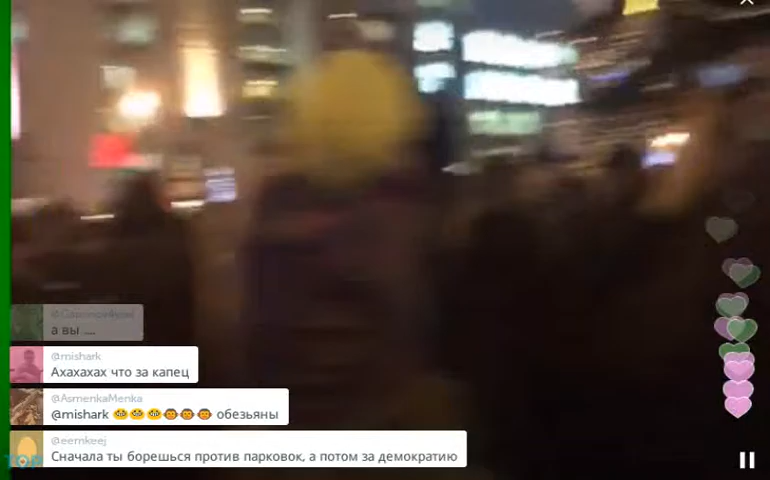 а вы ....
@mishark
Ахахахах что за капец
@AsmenkaMenka
@mishark 😬😬😬🐵🐵🐵 обезьяны
@eernkeej
Сначала ты борешься против парковок, а потом за демократию